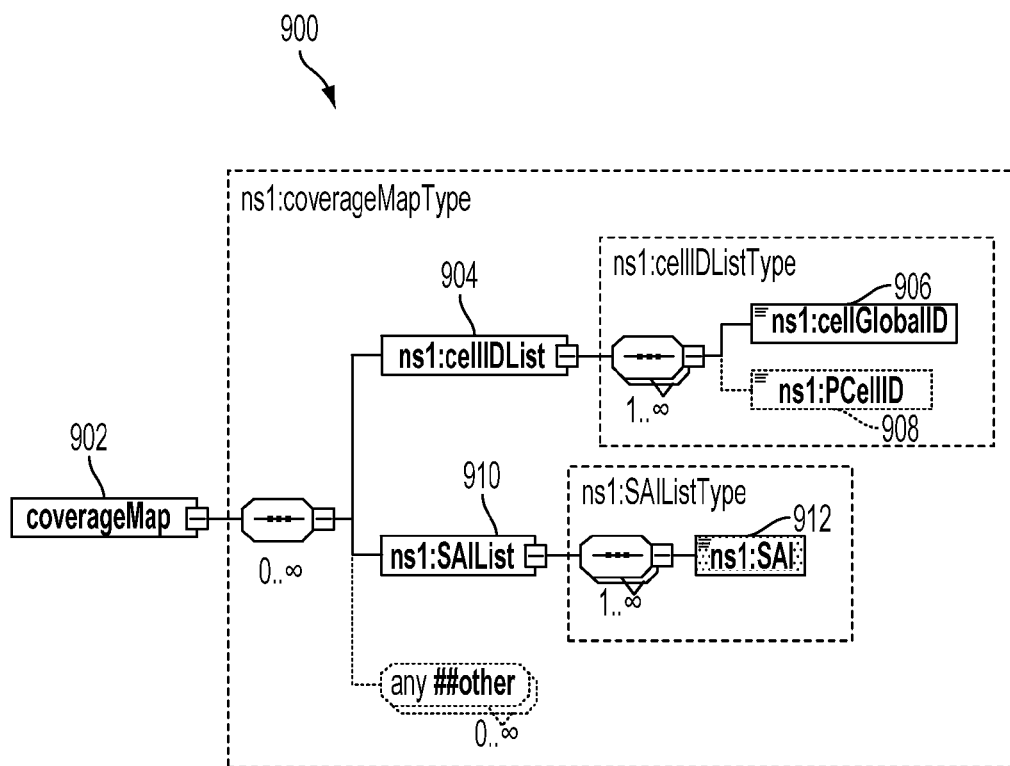 900
ns1:coverageMapType
ns1:cellIDListType
904
906
ns1:cellGlobalID
ns1:cellIDList
ns1:PCellID
1..∞
908
902
910
ns1:SAIListType
912
coverageMap
ns1:SAIList
ns1:SAI
0..∞
1..∞
any ##other
0..∞